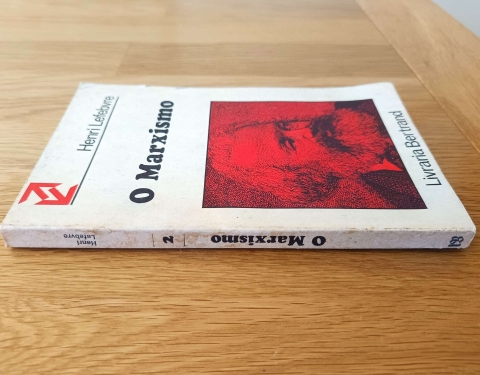 Henri Lefebvre
O Marxismo
Livraria Bertrand
Henri
Lefebvre
2
O Marxismo